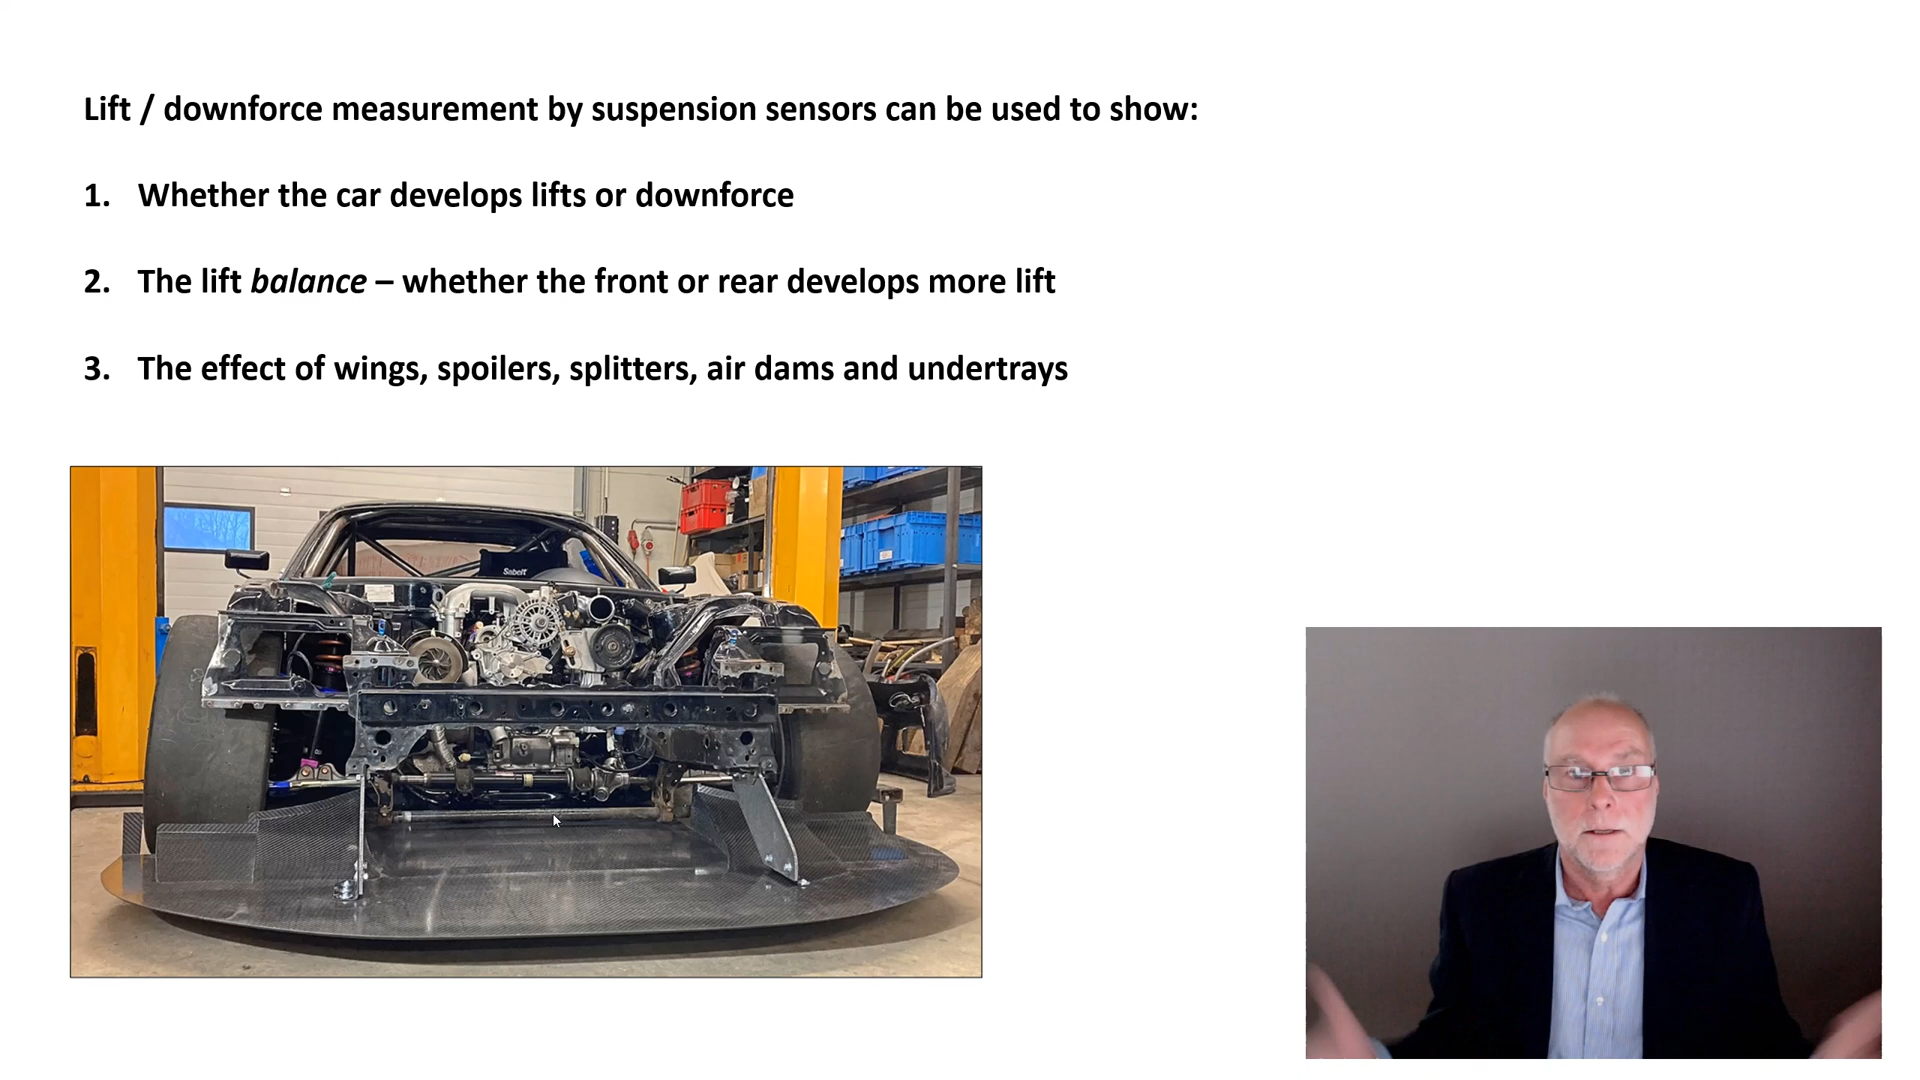 Lift / downforce measurement by suspension sensors can be used to show:
1. Whether the car develops lifts or downforce
2. The lift balance – whether the front or rear develops more lift
3. The effect of wings, spoilers, splitters, air dams and undertrays
Sabelt